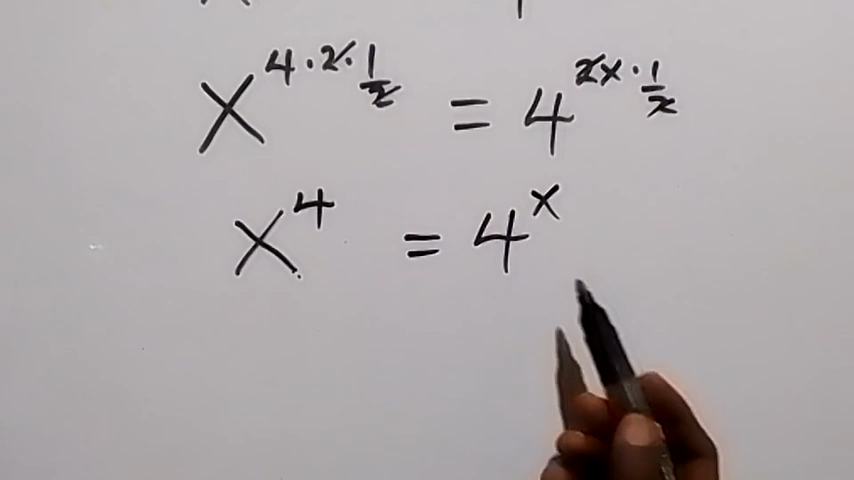 x^{4·2·1/2} = 4^{2x·1/2}
x^4 = 4^x